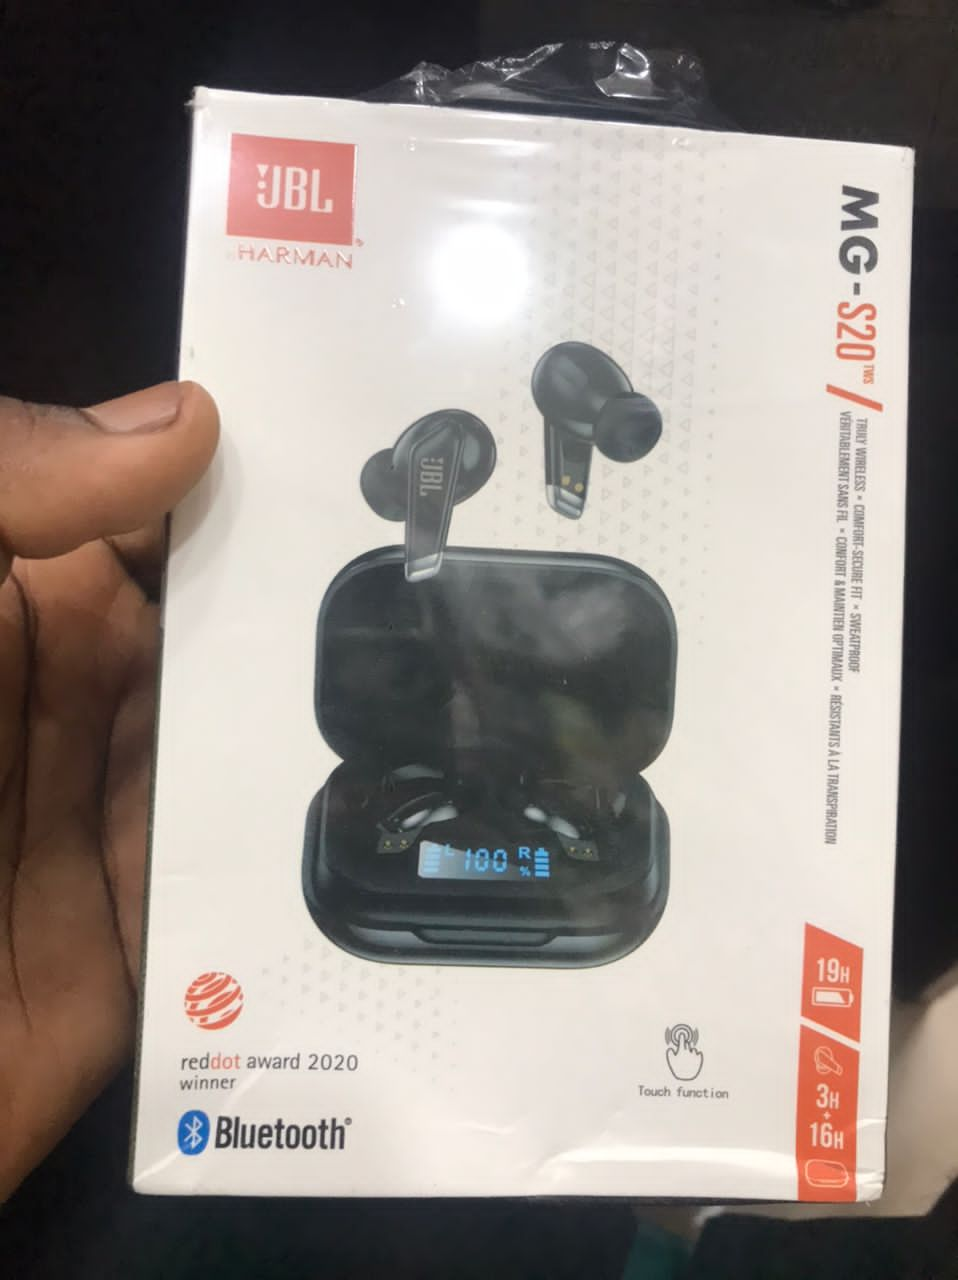 JBL
HARMAN
MG-S20 TWS
TRULY WIRELESS × COMFORT-SECURE FIT × SWEATPROOF
VÉRITABLEMENT SANS FIL × CONFORT & MAINTIEN OPTIMAUX × RÉSISTANTS À LA TRANSPIRATION
JBL
L 100 R
%
19H
3H
+
16H
reddot award 2020
winner
Touch function
Bluetooth®